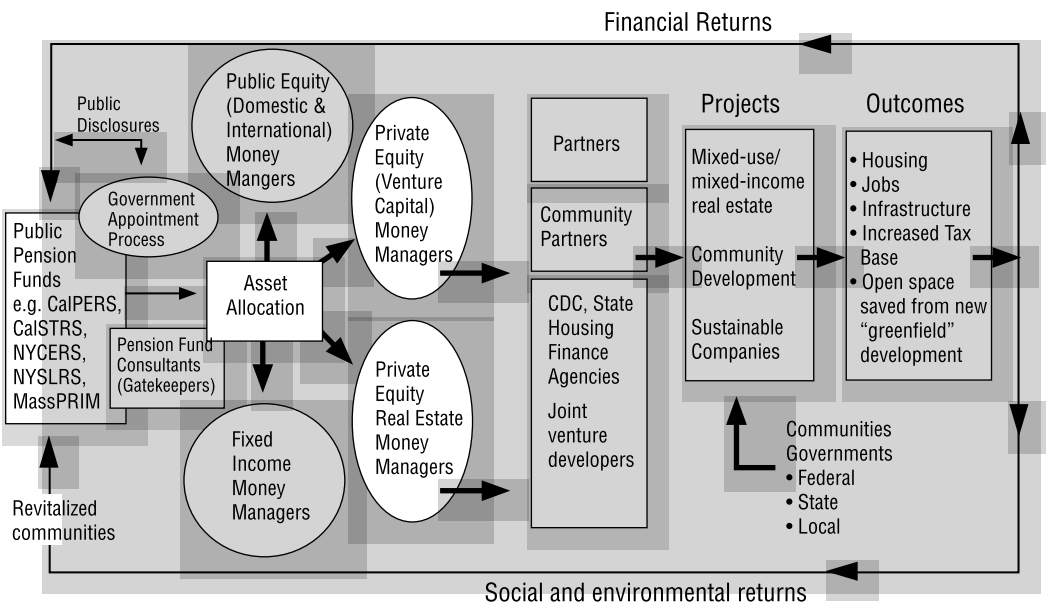 Financial Returns
Public
Disclosures
Government
Appointment
Process
Public
Pension
Funds
e.g. CalPERS,
CalSTRS,
NYCERS,
NYSLRS,
MassPRIM
Pension Fund
Consultants
(Gatekeepers)
Revitalized
communities
Public Equity
(Domestic &
International)
Money
Mangers
Asset
Allocation
Fixed
Income
Money
Managers
Private
Equity
(Venture
Capital)
Money
Managers
Private
Equity
Real Estate
Money
Managers
Partners
Community
Partners
CDC, State
Housing
Finance
Agencies
Joint
venture
developers
Projects
Mixed-use/
mixed-income
real estate
Community
Development
Sustainable
Companies
Outcomes
• Housing
• Jobs
• Infrastructure
• Increased Tax
Base
• Open space
saved from new
“greenfield”
development
Communities
Governments
• Federal
• State
• Local
Social and environmental returns